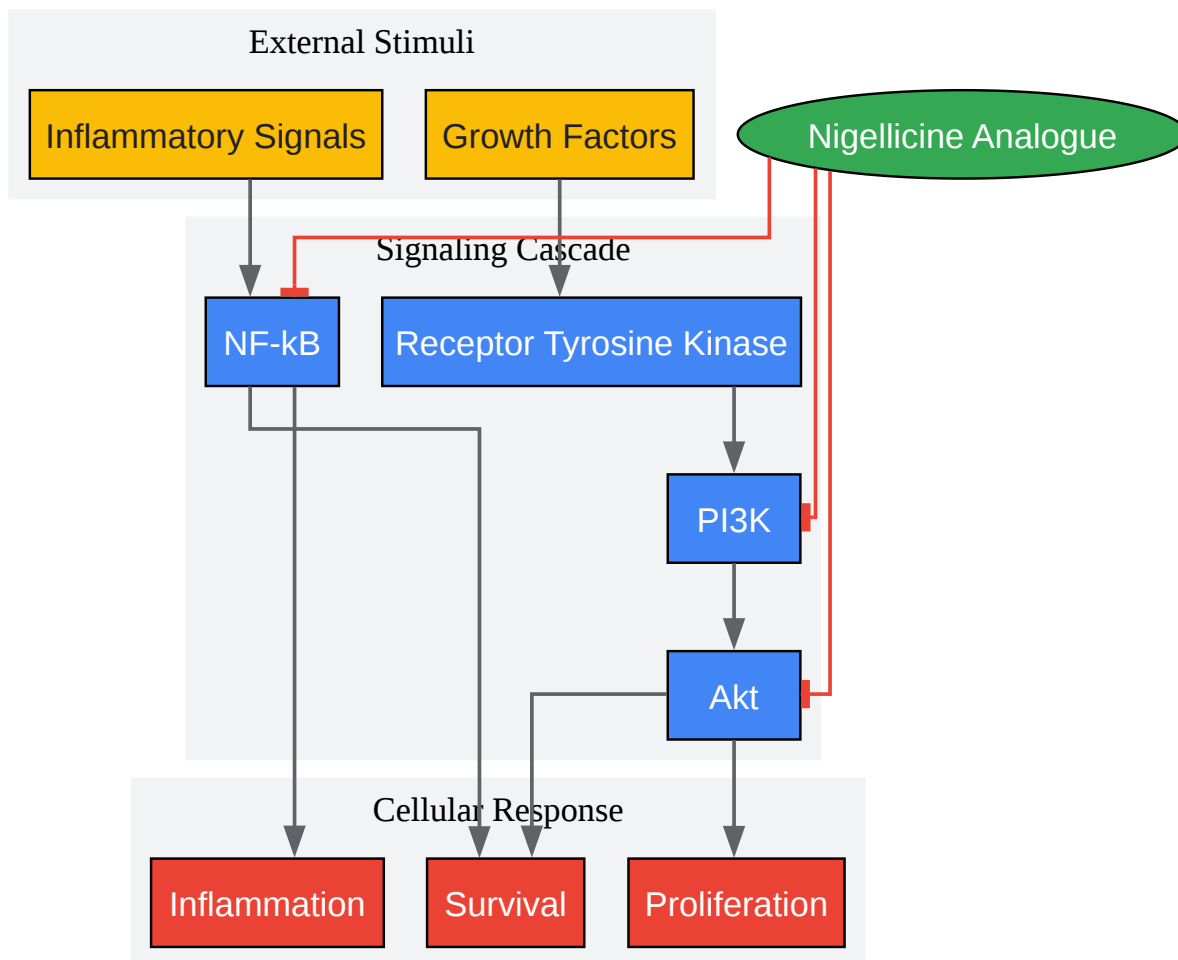 External Stimuli
Inflammatory Signals
Growth Factors
Nigellicine Analogue
Signaling Cascade
NF-kB
Receptor Tyrosine Kinase
PI3K
Akt
Cellular Response
Inflammation
Survival
Proliferation